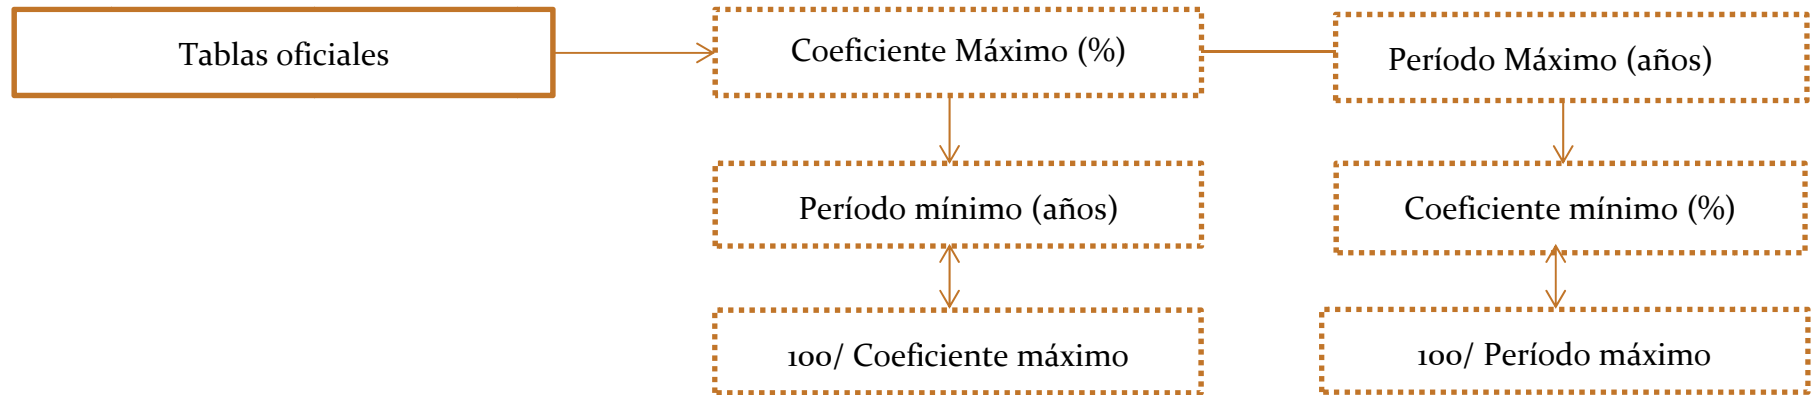 Tablas oficiales
Coeficiente Máximo (%)
Período Máximo (años)
Período mínimo (años)
Coeficiente mínimo (%)
100/ Coeficiente máximo
100/ Período máximo